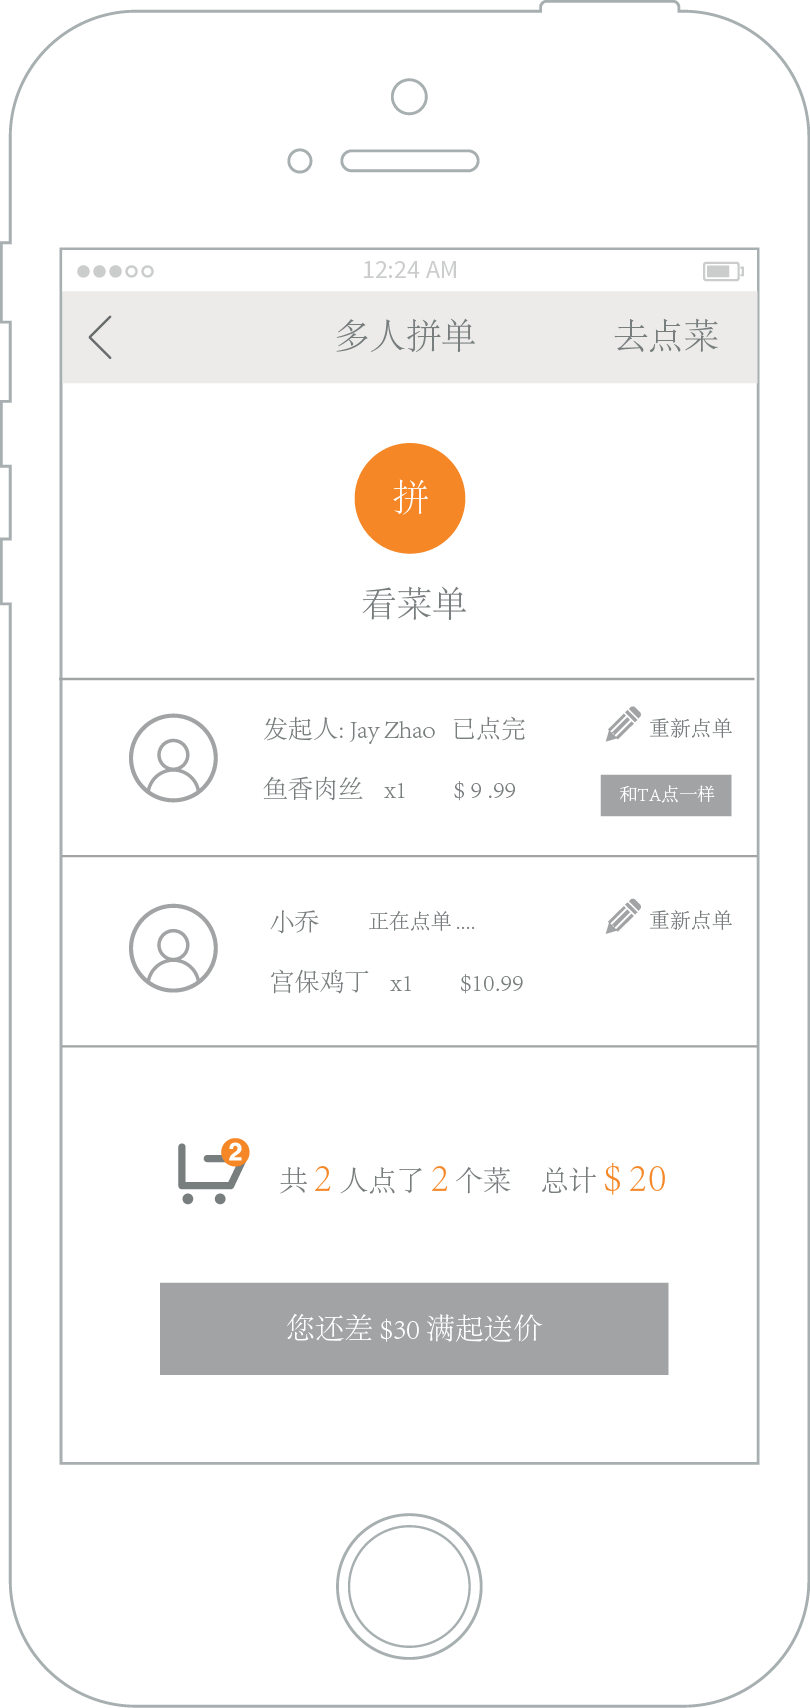 12:24 AM
多人拼单 去点菜
拼
看菜单
发起人: Jay Zhao 已点完 重新点单
鱼香肉丝 x1 $ 9 .99 和TA点一样
小乔 正在点单 .... 重新点单
宫保鸡丁 x1 $10.99
2
共 2 人点了 2 个菜 总计 $ 20
您还差 $30 满起送价